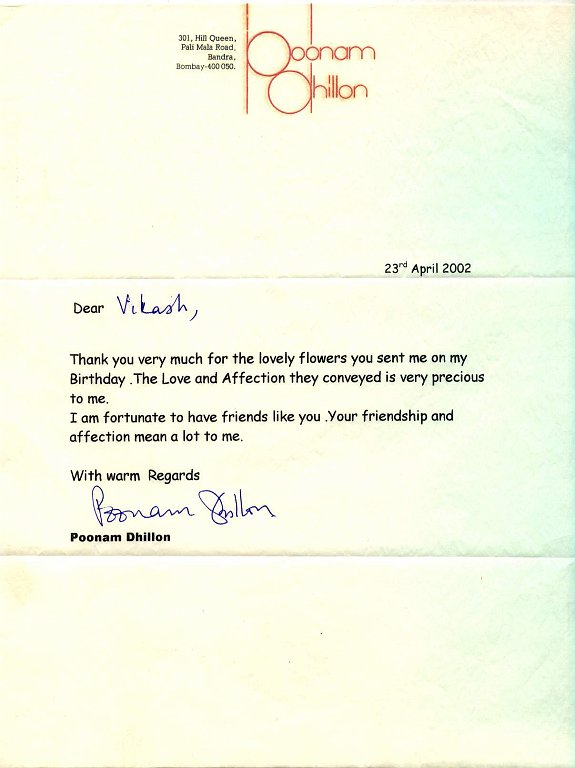 301, Hill Queen,
Pali Mala Road,
Bandra,
Bombay-400 050.
Poonam
Dhillon
23rd April 2002
Dear Vikash,
Thank you very much for the lovely flowers you sent me on my
Birthday .The Love and Affection they conveyed is very precious
to me.
I am fortunate to have friends like you .Your friendship and
affection mean a lot to me.
With warm Regards
Poonam Dhillon
Poonam Dhillon